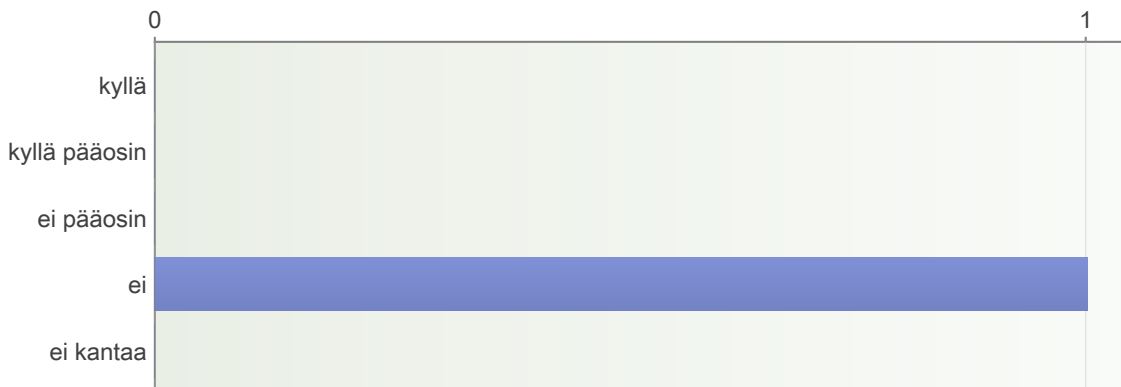 0 1
kyllä
kyllä pääosin
ei pääosin
ei
ei kantaa